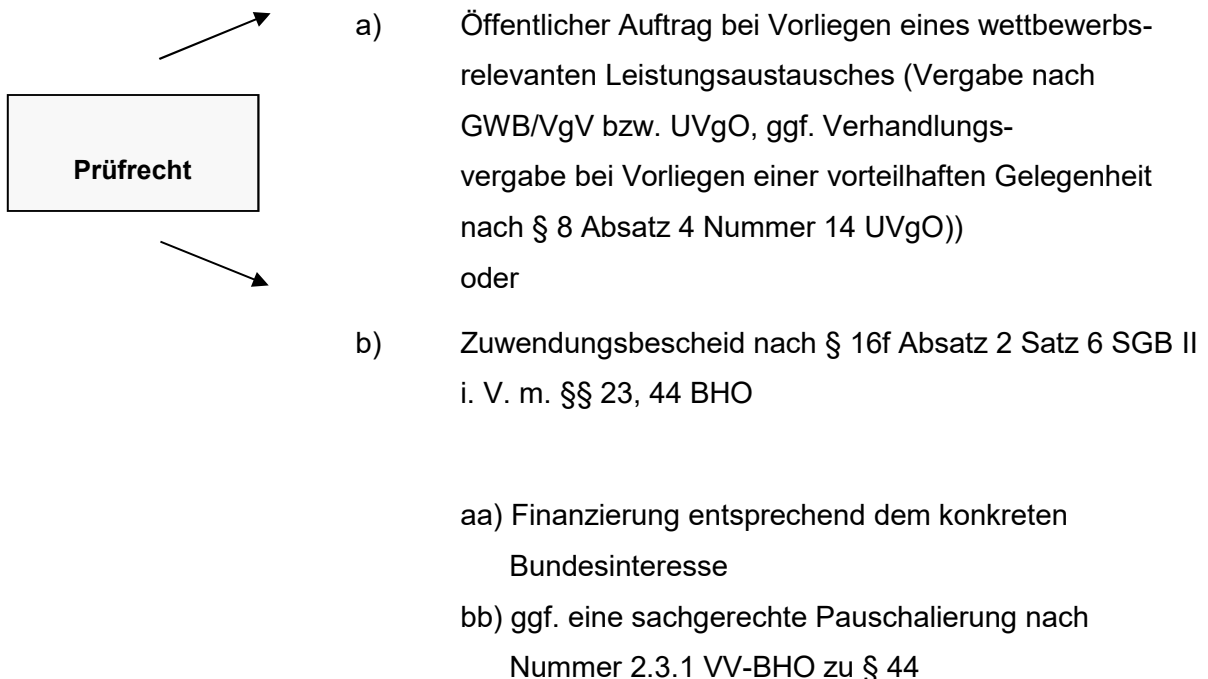 a) Öffentlicher Auftrag bei Vorliegen eines wettbewerbs-
relevanten Leistungsaustausches (Vergabe nach
GWB/VgV bzw. UVgO, ggf. Verhandlungs-
Prüfrecht
vergabe bei Vorliegen einer vorteilhaften Gelegenheit
nach § 8 Absatz 4 Nummer 14 UVgO))
oder
b) Zuwendungsbescheid nach § 16f Absatz 2 Satz 6 SGB II
i. V. m. §§ 23, 44 BHO
aa) Finanzierung entsprechend dem konkreten
Bundesinteresse
bb) ggf. eine sachgerechte Pauschalierung nach
Nummer 2.3.1 VV-BHO zu § 44